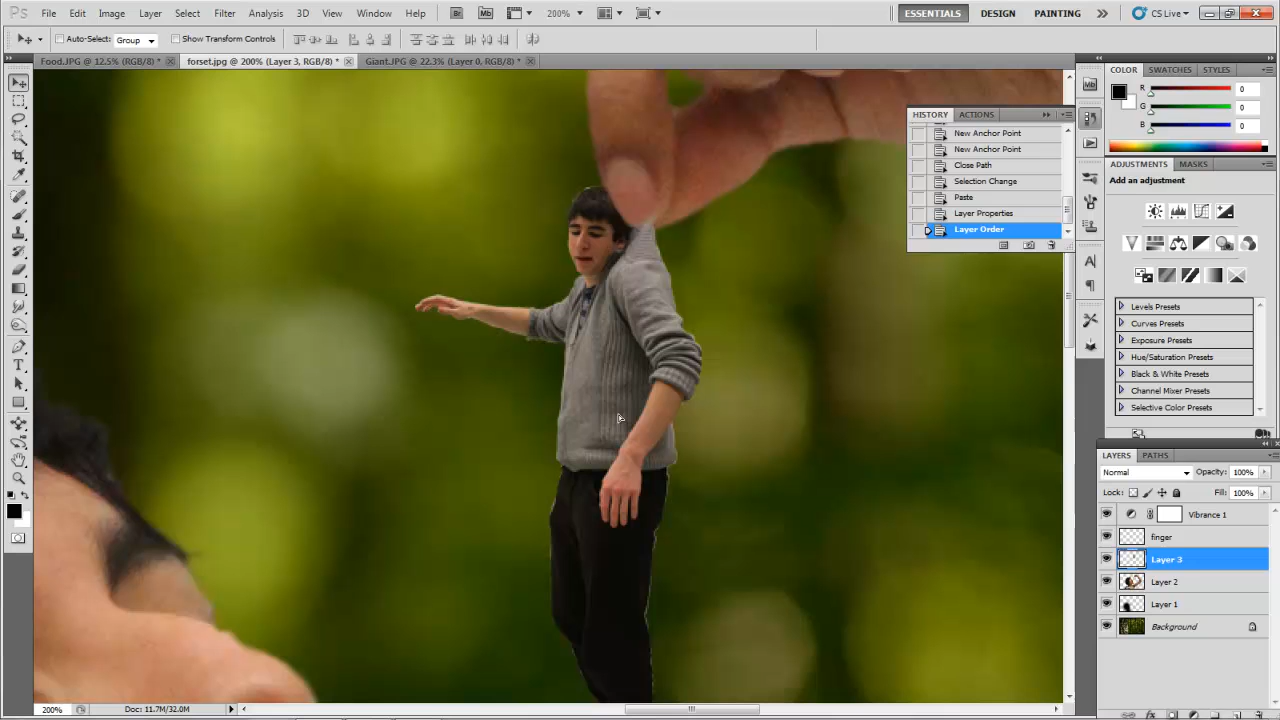 Ps File Edit Image Layer Select Filter Analysis 3D View Window Help Br Mb 200% ESSENTIALS DESIGN PAINTING CS Live
Auto-Select: Group Show Transform Controls
Food.JPG @ 12.5% (RGB/8) * forset.jpg @ 200% (Layer 3, RGB/8) * Giant.JPG @ 22.3% (Layer 0, RGB/8) *
COLOR SWATCHES STYLES
R 0
G 0
B 0
HISTORY ACTIONS
New Anchor Point
New Anchor Point
Close Path
Selection Change
Paste
Layer Properties
Layer Order
ADJUSTMENTS MASKS
Add an adjustment
Levels Presets
Curves Presets
Exposure Presets
Hue/Saturation Presets
Black & White Presets
Channel Mixer Presets
Selective Color Presets
LAYERS PATHS
Normal Opacity: 100%
Lock: Fill: 100%
Vibrance 1
finger
Layer 3
Layer 2
Layer 1
Background
200% Doc: 11.7M/32.0M